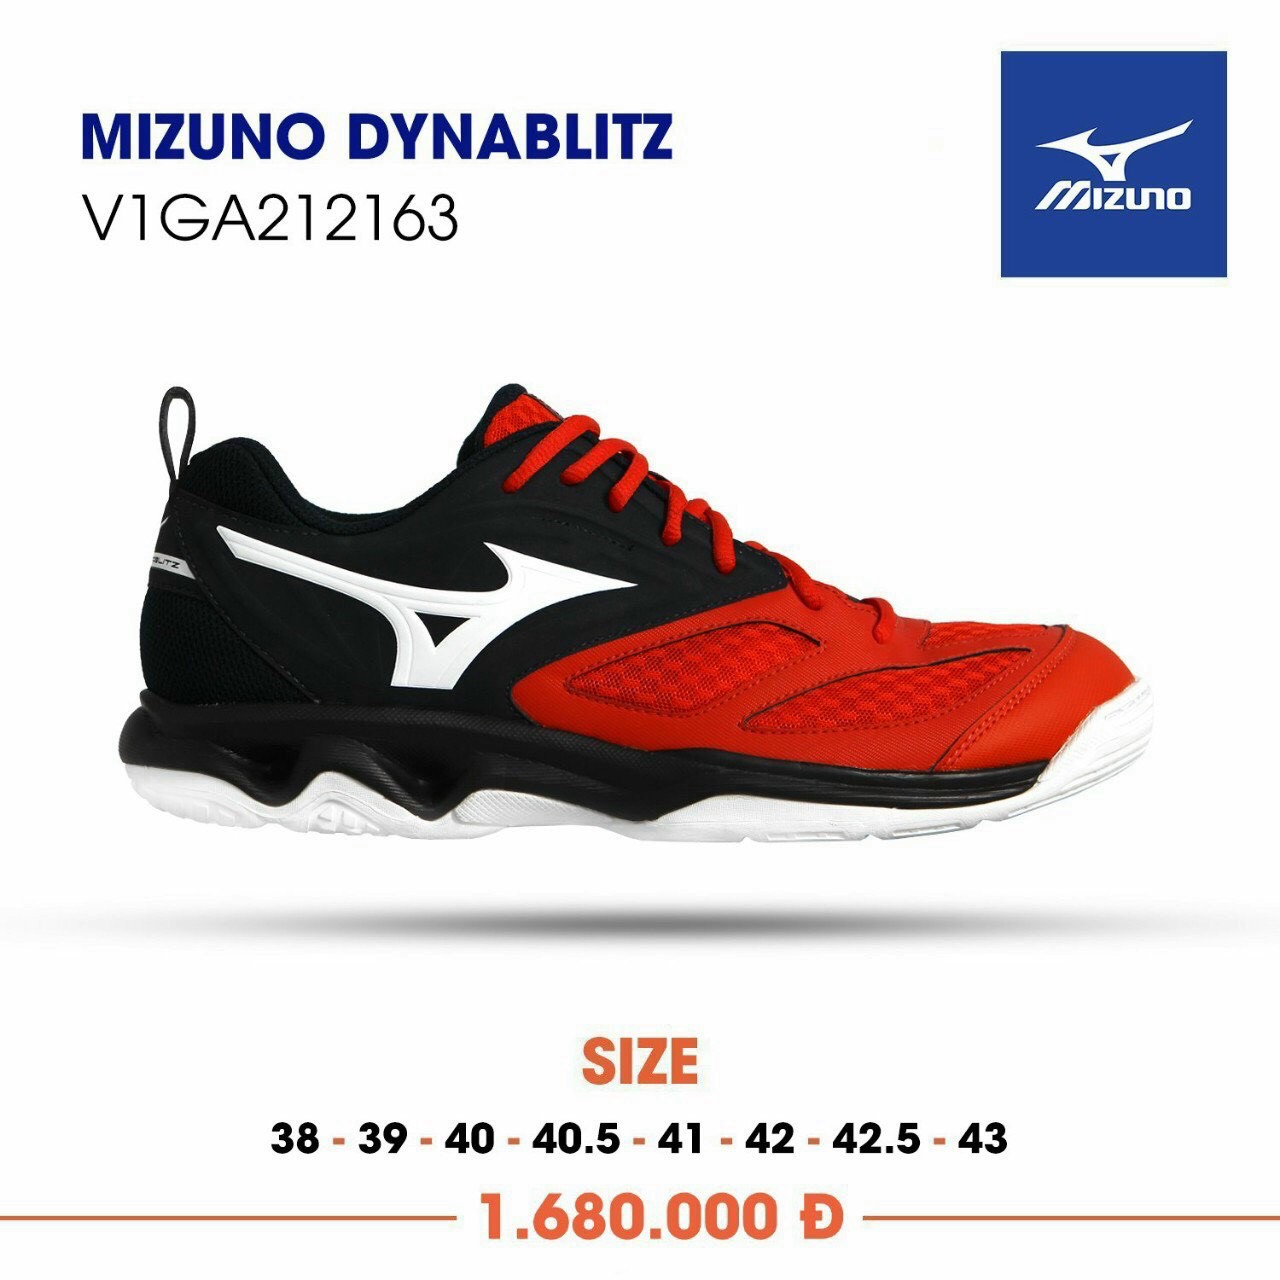 MIZUNO DYNABLITZ
V1GA212163
MIZUNO
SIZE
38 - 39 - 40 - 40.5 - 41 - 42 - 42.5 - 43
1.680.000 Đ